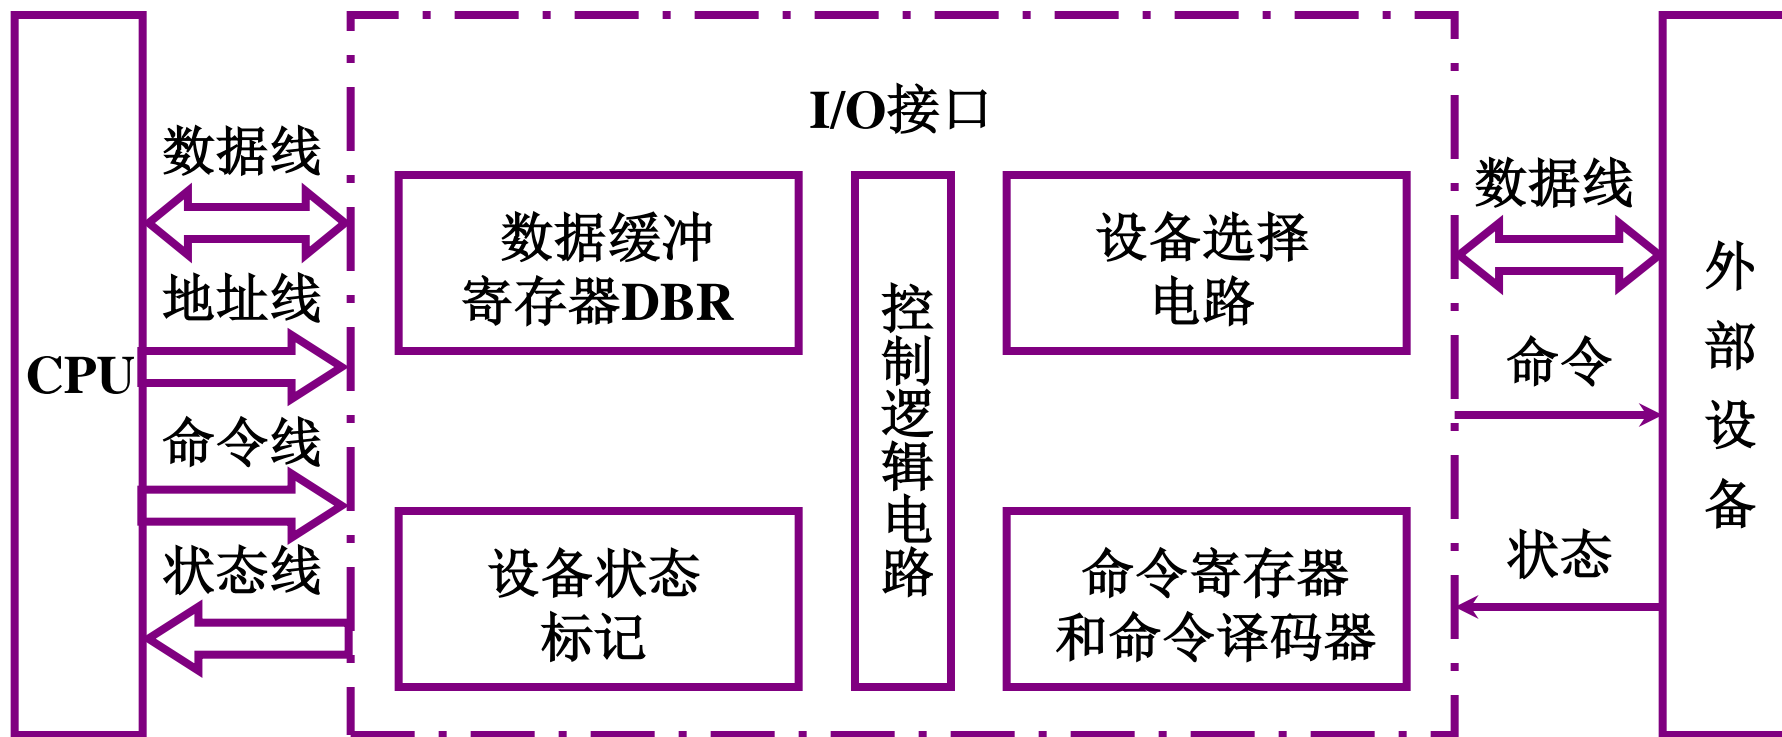 I/O接口
CPU
数据线
地址线
命令线
状态线
数据缓冲
寄存器DBR
设备状态
标记
控制逻辑电路
设备选择
电路
命令寄存器
和命令译码器
数据线
命令
状态
外部设备